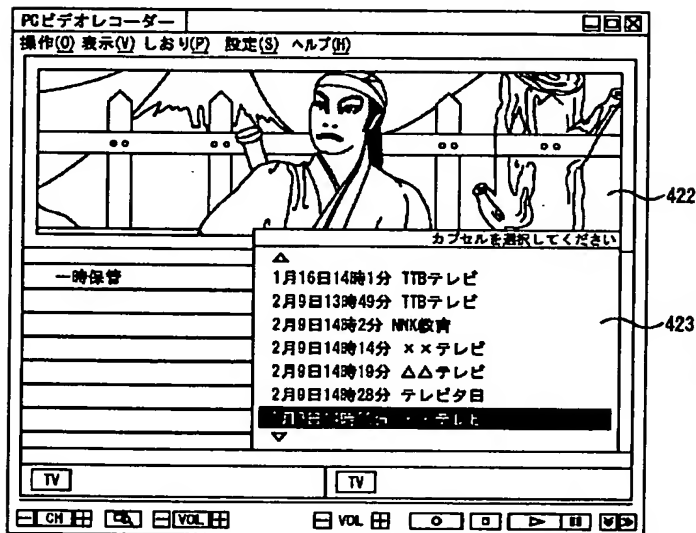 PCビデオレコーダー
操作(O) 表示(V) しおり(P) 設定(S) ヘルプ(H)
422
カプセルを選択してください
一時保管
1月16日14時1分 TTBテレビ
2月9日13時49分 TTBテレビ
2月9日14時2分 NNK教育
2月9日14時14分 ××テレビ
423
2月9日14時19分 △△テレビ
2月9日14時28分 テレビタ日
テレビ
TV TV
CH VOL VOL